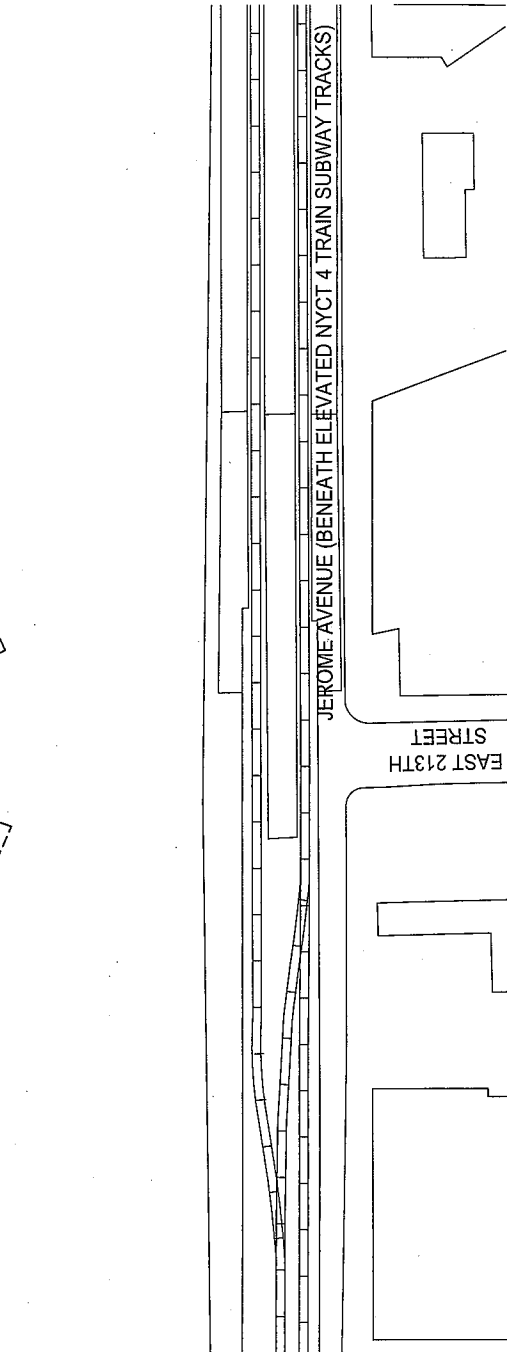 JEROME AVENUE (BENEATH ELEVATED NYCT 4 TRAIN SUBWAY TRACKS)
EAST 213TH
STREET